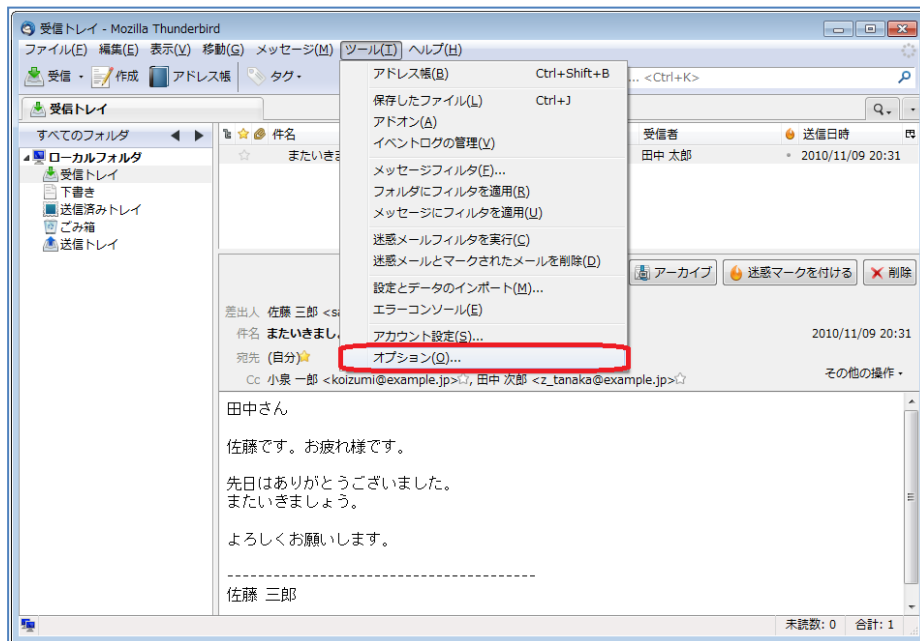 受信トレイ - Mozilla Thunderbird
ファイル(F) 編集(E) 表示(V) 移動(G) メッセージ(M) ツール(T) ヘルプ(H)
受信 作成 アドレス帳 タグ ... <Ctrl+K>
受信トレイ
すべてのフォルダ
ローカルフォルダ
受信トレイ
下書き
送信済みトレイ
ごみ箱
送信トレイ
件名 受信者 送信日時
またいきま 田中 太郎 2010/11/09 20:31
アドレス帳(B) Ctrl+Shift+B
保存したファイル(L) Ctrl+J
アドオン(A)
イベントログの管理(V)
メッセージフィルタ(F)...
フォルダにフィルタを適用(R)
メッセージにフィルタを適用(U)
迷惑メールフィルタを実行(C)
迷惑メールとマークされたメールを削除(D)
設定とデータのインポート(M)...
エラーコンソール(E)
アカウント設定(S)...
オプション(O)...
アーカイブ 迷惑マークを付ける 削除
差出人 佐藤 三郎 <sa
件名 またいきまし 2010/11/09 20:31
宛先 (自分)
Cc 小泉 一郎 <koizumi@example.jp>, 田中 次郎 <z_tanaka@example.jp> その他の操作
田中さん
佐藤です。お疲れ様です。
先日はありがとうございました。
またいきましょう。
よろしくお願いします。
----------------------------------------
佐藤 三郎
未読数: 0 合計: 1